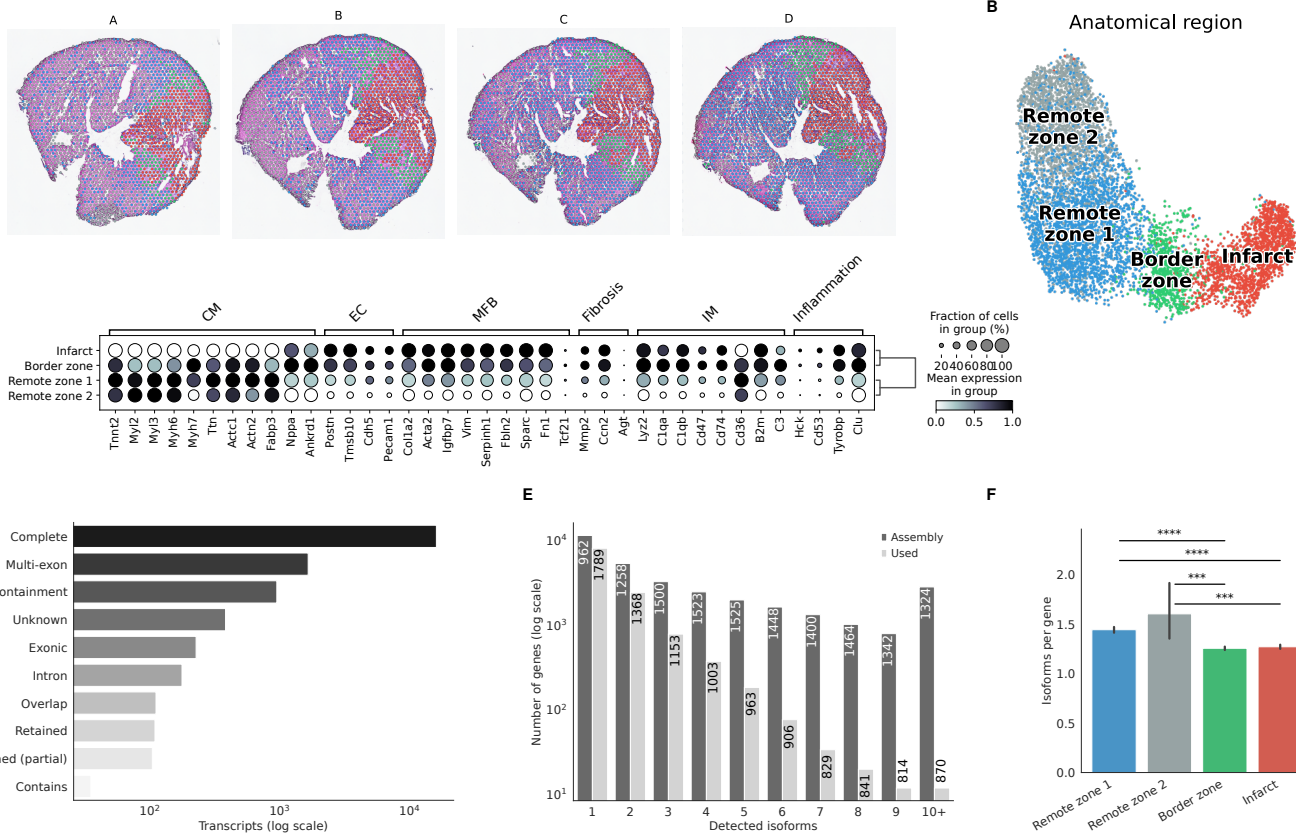 A
B
C
D
B
Anatomical region
Remote
zone 2
Remote
zone 1
Border
zone
Infarct
CM
EC
MFB
Fibrosis
IM
Inflammation
Infarct
Border zone
Remote zone 1
Remote zone 2
Tnnt2
Myl2
Myl3
Myh6
Myh7
Ttn
Actc1
Actn2
Fabp3
Nppa
Ankrd1
Postn
Tmsb10
Cdh5
Pecam1
Col1a2
Acta2
Igfbp7
Vim
Serpinh1
Fbln2
Sparc
Fn1
Tcf21
Mmp2
Ccn2
Agt
Lyz2
C1qa
C1qb
Cd47
Cd74
Cd36
B2m
C3
Hck
Cd53
Tyrobp
Clu
Fraction of cells
in group (%)
20 40 60 80 100
Mean expression
in group
0.0 0.5 1.0
Complete
Multi-exon
ontainment
Unknown
Exonic
Intron
Overlap
Retained
ned (partial)
Contains
10² 10³ 10⁴
Transcripts (log scale)
E
Number of genes (log scale)
10⁴
10³
10²
10¹
Assembly
Used
962
1789
1258
1368
1500
1153
1523
1003
1525
963
1448
906
1400
829
1464
841
1342
814
1324
870
1 2 3 4 5 6 7 8 9 10+
Detected isoforms
F
Isoforms per gene
2.0
1.5
1.0
0.5
0.0
****
****
***
***
Remote zone 1
Remote zone 2
Border zone
Infarct